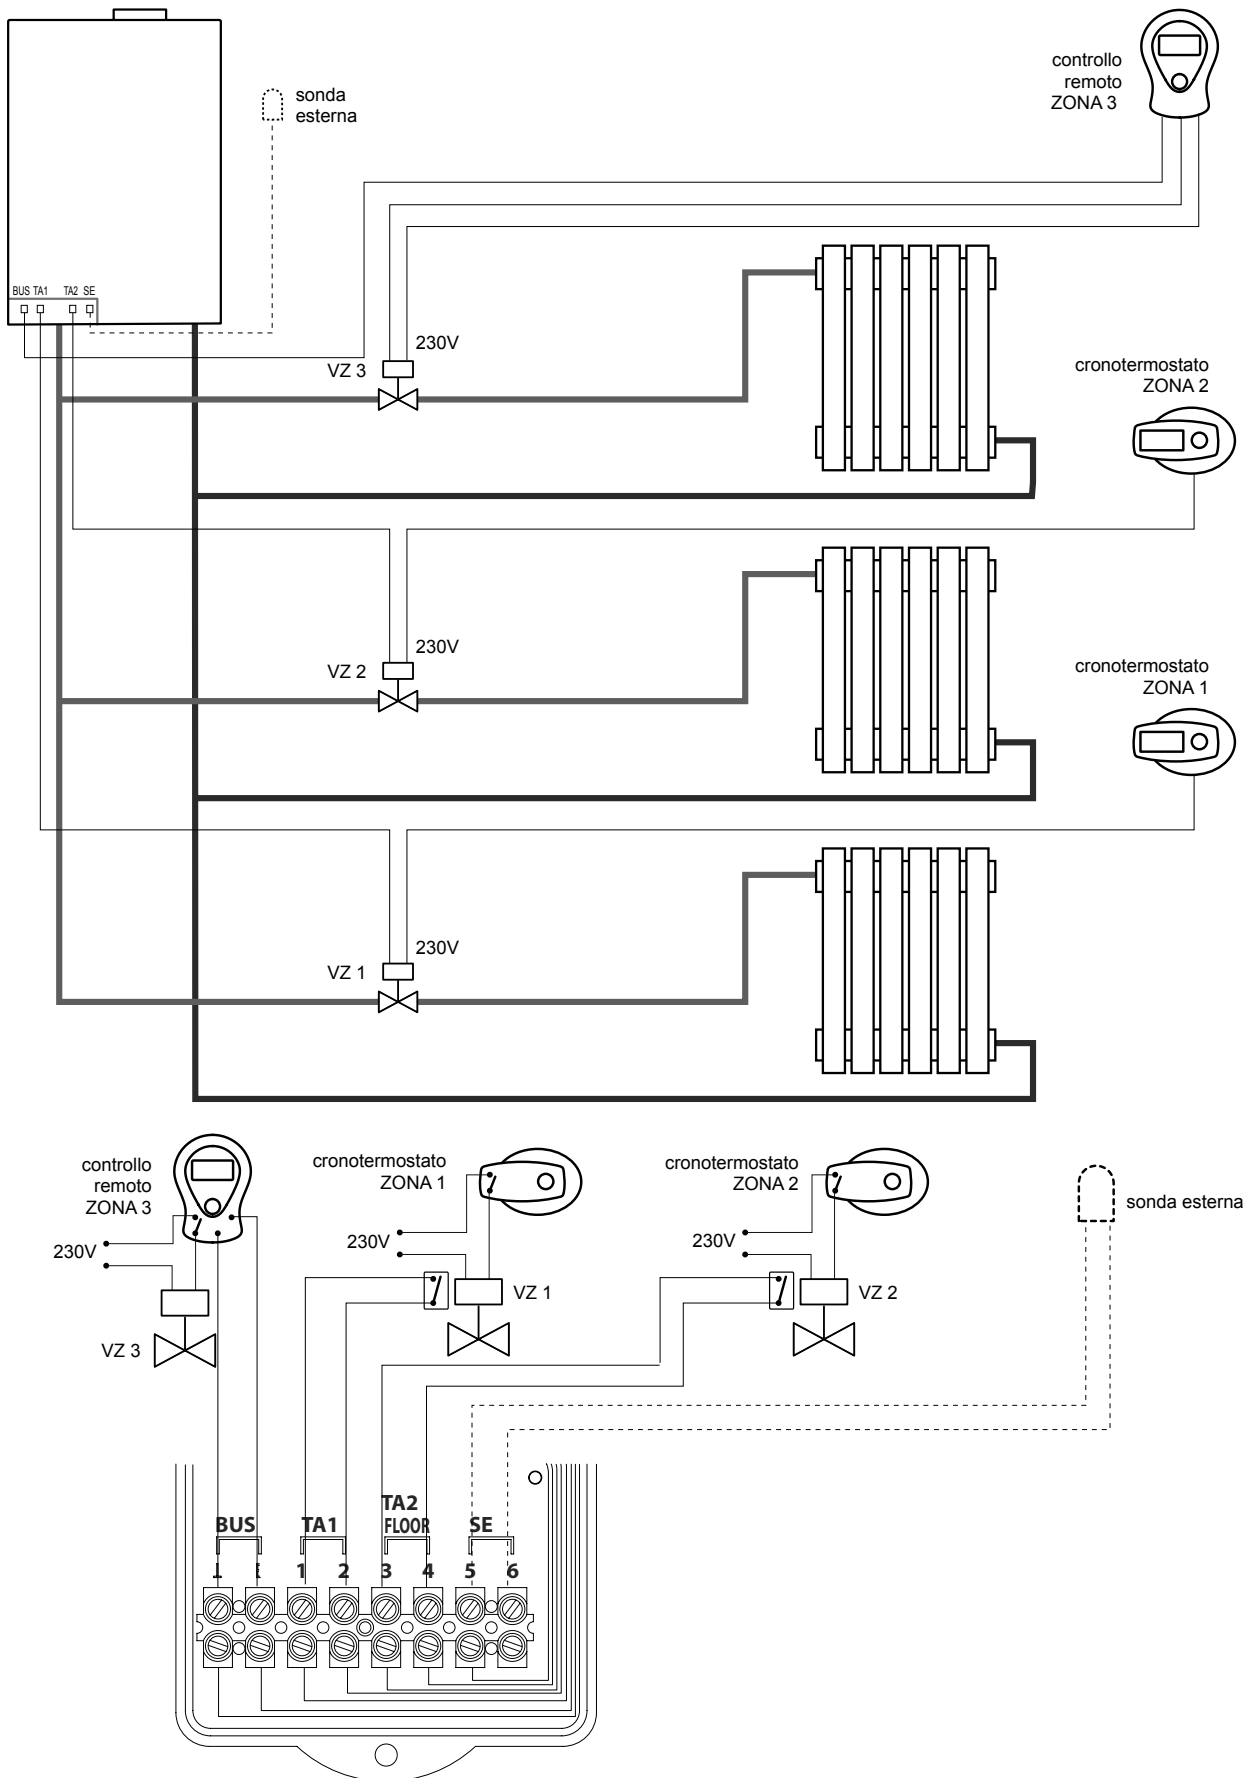 controllo
remoto
ZONA 3
sonda
esterna
BUS TA1 TA2 SE
230V
VZ 3
cronotermostato
ZONA 2
230V
VZ 2
cronotermostato
ZONA 1
230V
VZ 1
controllo
remoto
ZONA 3
230V
VZ 3
cronotermostato
ZONA 1
230V
VZ 1
cronotermostato
ZONA 2
230V
VZ 2
sonda esterna
BUS TA1 TA2 FLOOR SE
1 2 3 4 5 6